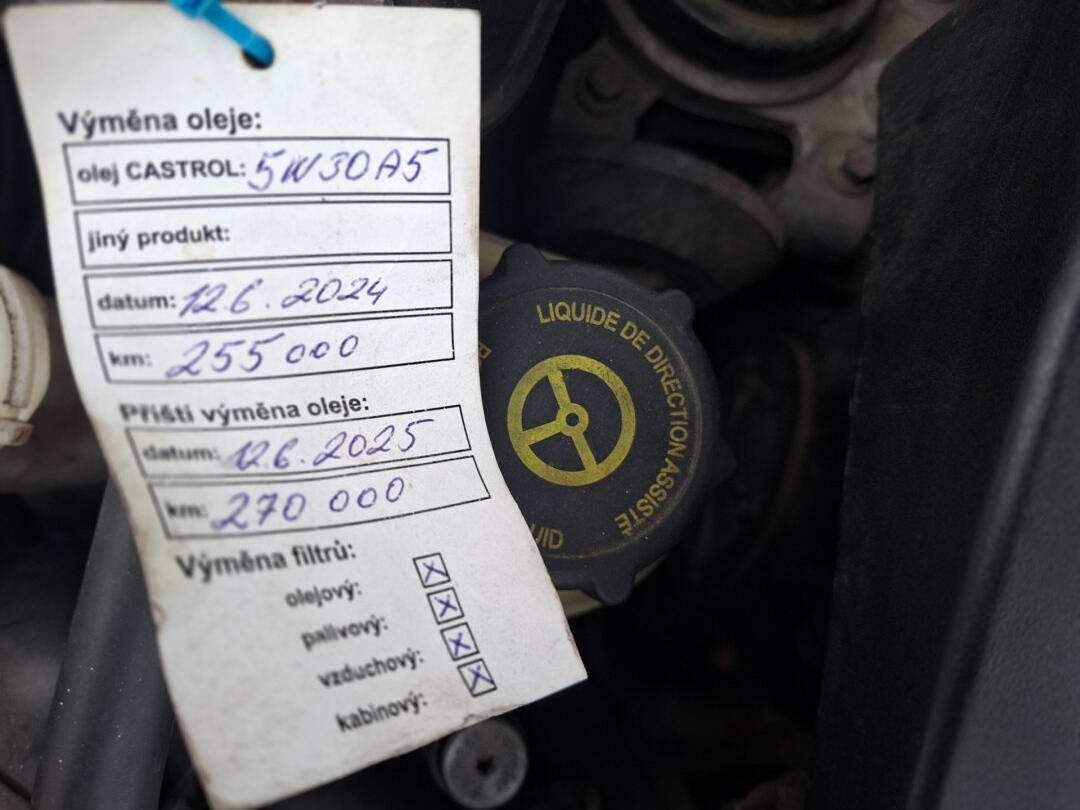 Výměna oleje:
olej CASTROL: 5W30A5
jiný produkt:
datum: 12.6.2024
km: 255 000
Příští výměna oleje:
datum: 12.6.2025
km: 270 000
Výměna filtrů:
olejový:
palivový:
vzduchový:
kabinový:
LIQUIDE DE DIRECTION ASSISTÉ